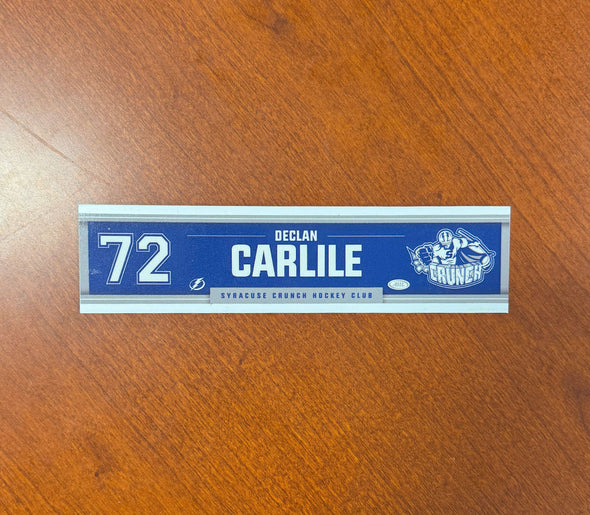 72
DECLAN
CARLILE
CRUNCH
SYRACUSE CRUNCH HOCKEY CLUB